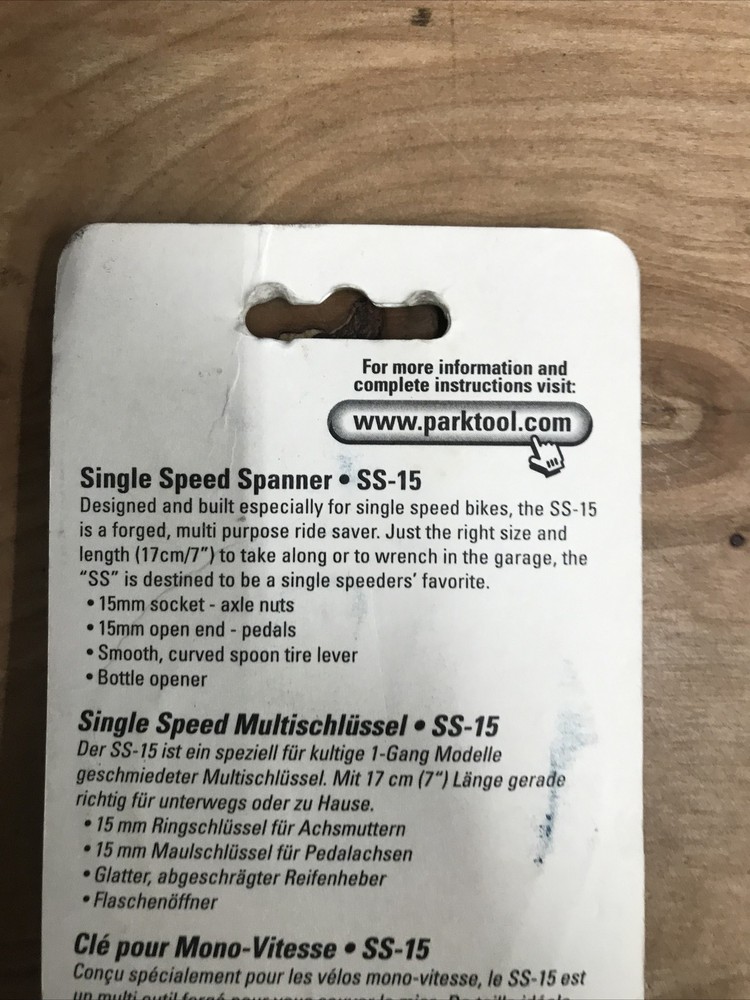 For more information and
complete instructions visit:
www.parktool.com
Single Speed Spanner • SS-15
Designed and built especially for single speed bikes, the SS-15
is a forged, multi purpose ride saver. Just the right size and
length (17cm/7”) to take along or to wrench in the garage, the
“SS” is destined to be a single speeders’ favorite.
• 15mm socket - axle nuts
• 15mm open end - pedals
• Smooth, curved spoon tire lever
• Bottle opener
Single Speed Multischlüssel • SS-15
Der SS-15 ist ein speziell für kultige 1-Gang Modelle
geschmiedeter Multischlüssel. Mit 17 cm (7“) Länge gerade
richtig für unterwegs oder zu Hause.
• 15 mm Ringschlüssel für Achsmuttern
• 15 mm Maulschlüssel für Pedalachsen
• Glatter, abgeschrägter Reifenheber
• Flaschenöffner
Clé pour Mono-Vitesse • SS-15
Conçu spécialement pour les vélos mono-vitesse, le SS-15 est
un multi outil forgé pour vous